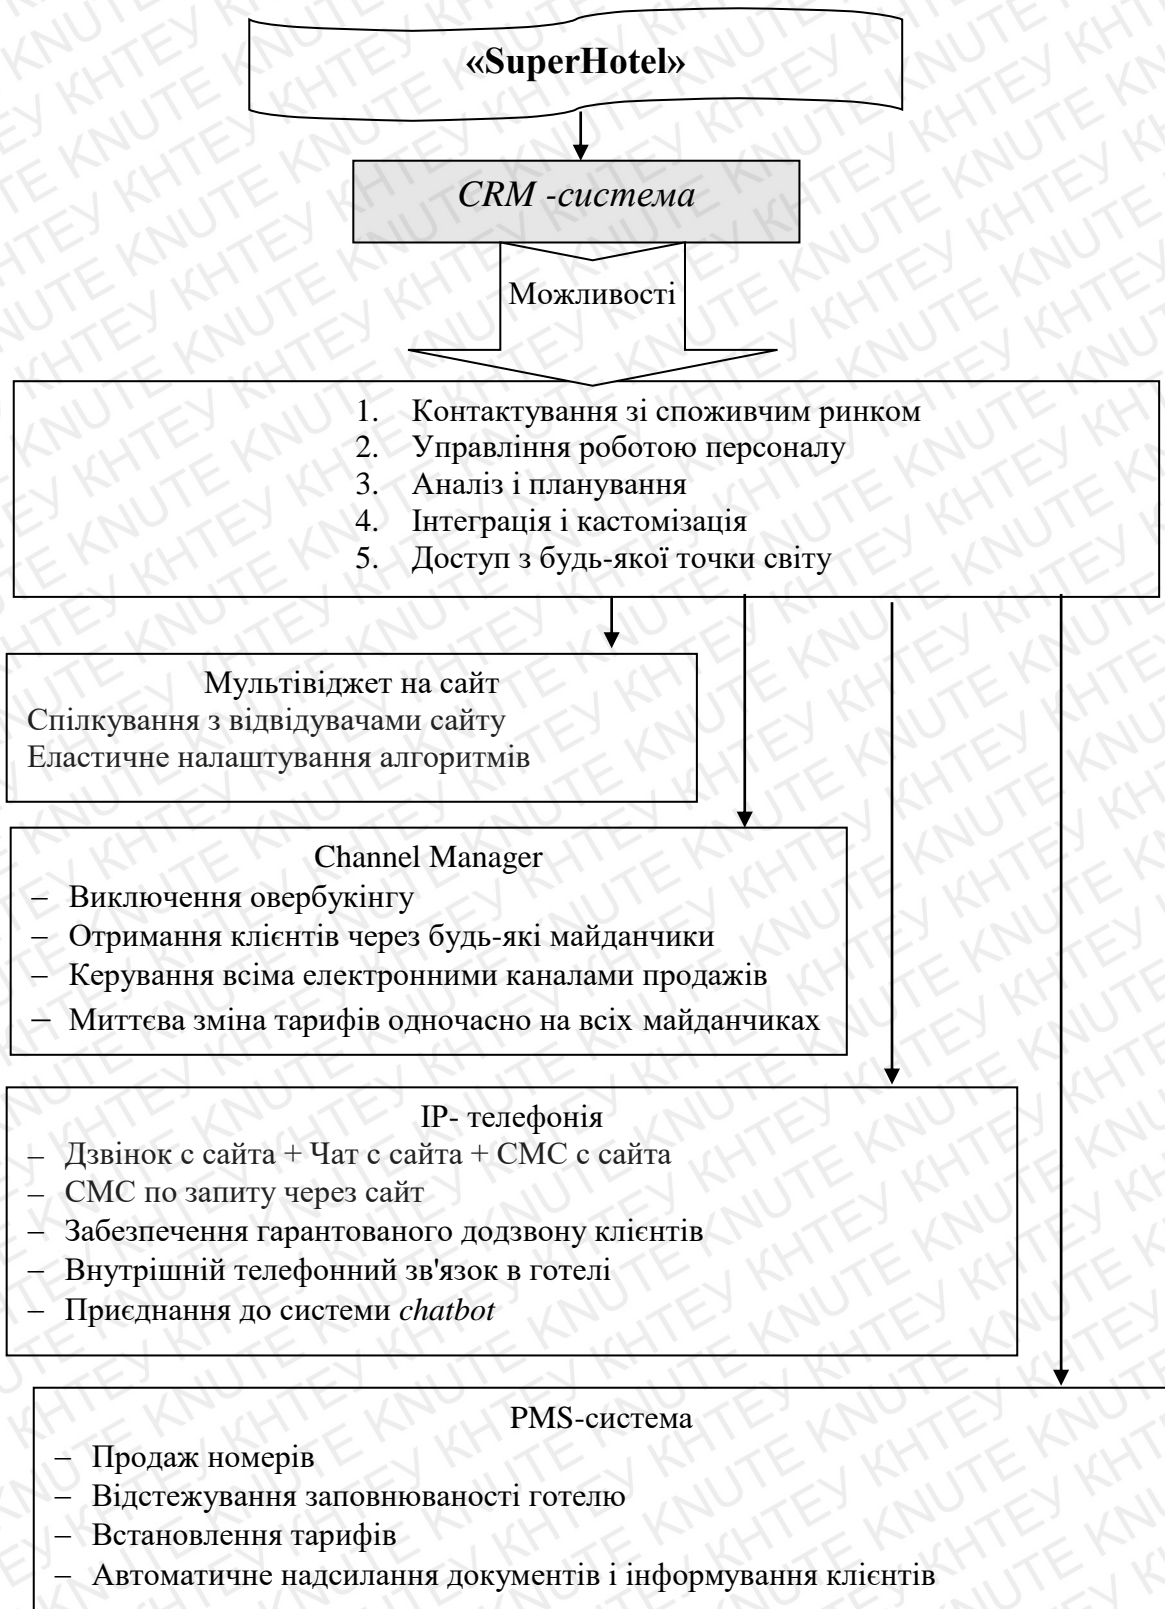 «SuperHotel»
CRM -система
Можливості
1. Контактування зі споживчим ринком
2. Управління роботою персоналу
3. Аналіз і планування
4. Інтеграція і кастомізація
5. Доступ з будь-якої точки світу
Мультівіджет на сайт
Спілкування з відвідувачами сайту
Еластичне налаштування алгоритмів
Channel Manager
– Виключення овербукінгу
– Отримання клієнтів через будь-які майданчики
– Керування всіма електронними каналами продажів
– Миттєва зміна тарифів одночасно на всіх майданчиках
IP- телефонія
– Дзвінок с сайта + Чат с сайта + СМС с сайта
– СМС по запиту через сайт
– Забезпечення гарантованого додзвону клієнтів
– Внутрішній телефонний зв'язок в готелі
– Приєднання до системи chatbot
PMS-система
– Продаж номерів
– Відстежування заповнюваності готелю
– Встановлення тарифів
– Автоматичне надсилання документів і інформування клієнтів